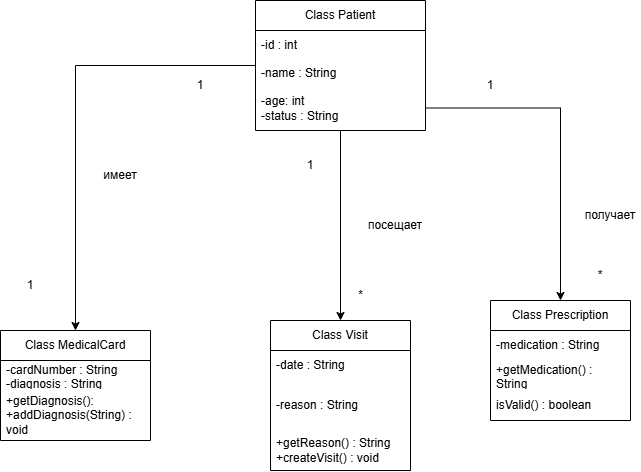 Class Patient
-id : int
-name : String
-age: int
-status : String
1
1
1
имеет
посещает
получает
1
*
*
Class MedicalCard
-cardNumber : String
-diagnosis : String
+getDiagnosis():
+addDiagnosis(String) :
void
Class Visit
-date : String
-reason : String
+getReason() : String
+createVisit() : void
Class Prescription
-medication : String
+getMedication() :
String
isValid() : boolean